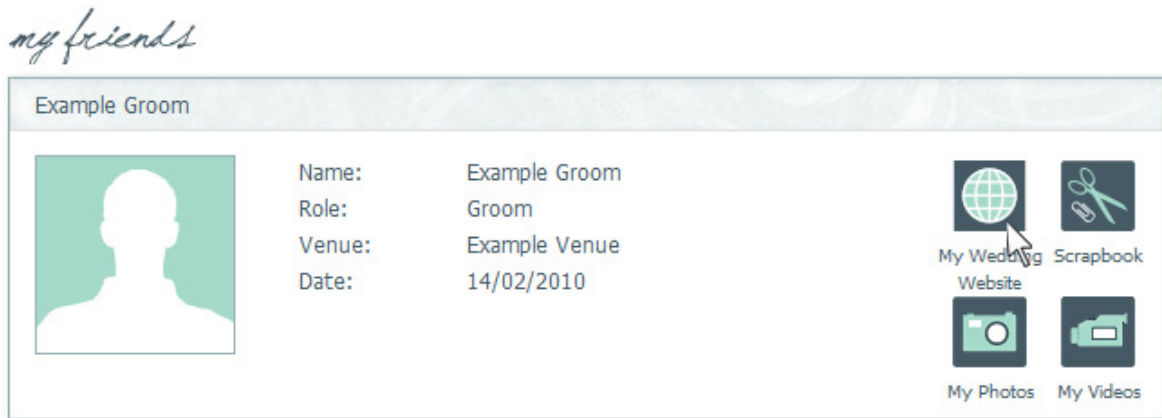 my friends
Example Groom
Name: Example Groom
Role: Groom
Venue: Example Venue
Date: 14/02/2010
My Wedding Website
Scrapbook
My Photos
My Videos